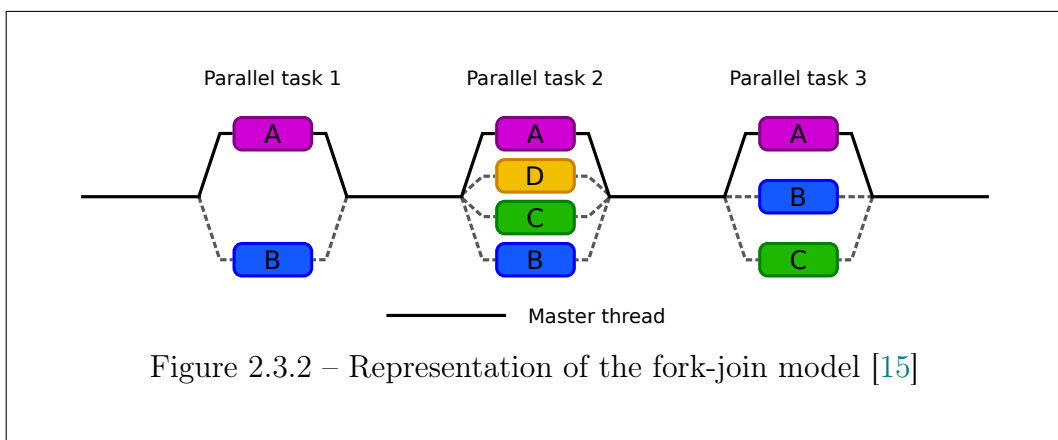 Parallel task 1 Parallel task 2 Parallel task 3
A A A
D
B
C
B B C
Master thread
Figure 2.3.2 – Representation of the fork-join model [15]